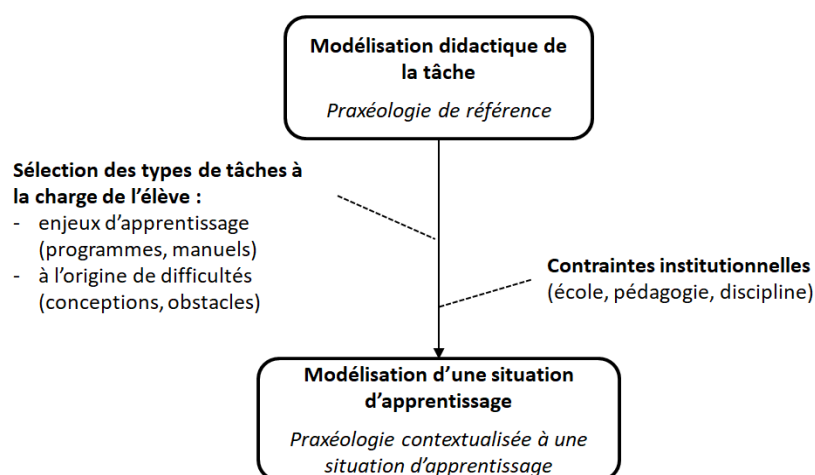 Modélisation didactique de
la tâche
Praxéologie de référence
Sélection des types de tâches à
la charge de l'élève :
- enjeux d'apprentissage
(programmes, manuels)
- à l'origine de difficultés
(conceptions, obstacles)
Contraintes institutionnelles
(école, pédagogie, discipline)
Modélisation d'une situation
d'apprentissage
Praxéologie contextualisée à une
situation d'apprentissage